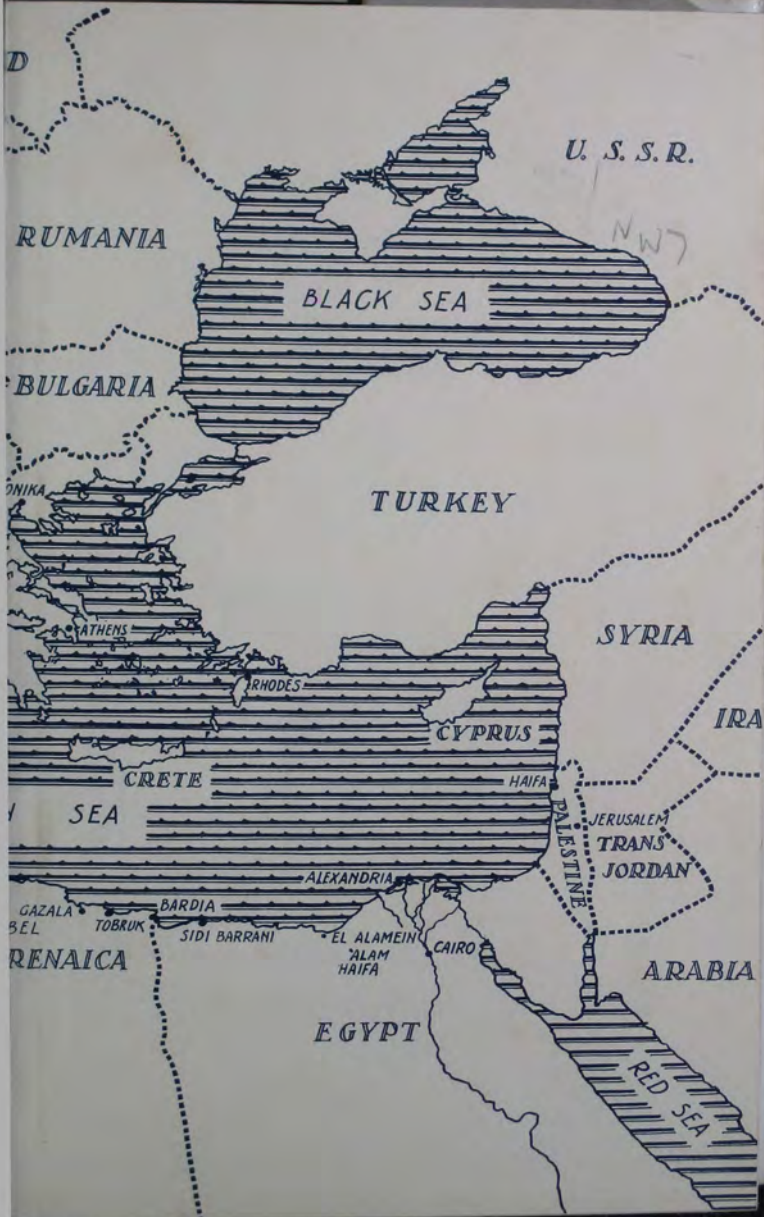 D
U. S. S. R.
NW7
RUMANIA
BLACK SEA
BULGARIA
TURKEY
ONIKA
ATHENS
SYRIA
RHODES
IRA
CYPRUS
CRETE
HAIFA
SEA
PALESTINE
JERUSALEM
TRANS
JORDAN
ALEXANDRIA
GAZALA
BARDIA
BEL
TOBRUK
SIDI BARRANI
EL ALAMEIN
ALAM
HAIFA
CAIRO
RENAICA
ARABIA
EGYPT
RED SEA